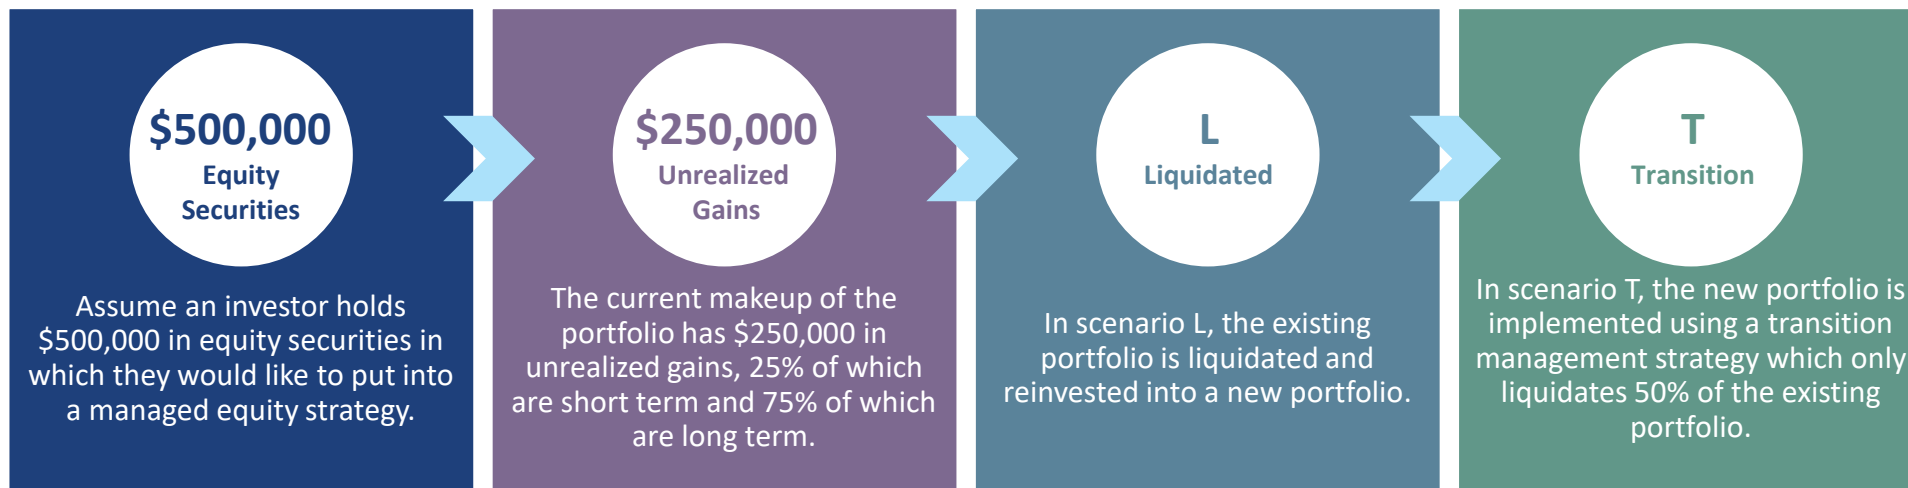 $500,000
Equity
Securities
Assume an investor holds
$500,000 in equity securities in
which they would like to put into
a managed equity strategy.
$250,000
Unrealized
Gains
The current makeup of the
portfolio has $250,000 in
unrealized gains, 25% of which
are short term and 75% of which
are long term.
L
Liquidated
In scenario L, the existing
portfolio is liquidated and
reinvested into a new portfolio.
T
Transition
In scenario T, the new portfolio is
implemented using a transition
management strategy which only
liquidates 50% of the existing
portfolio.